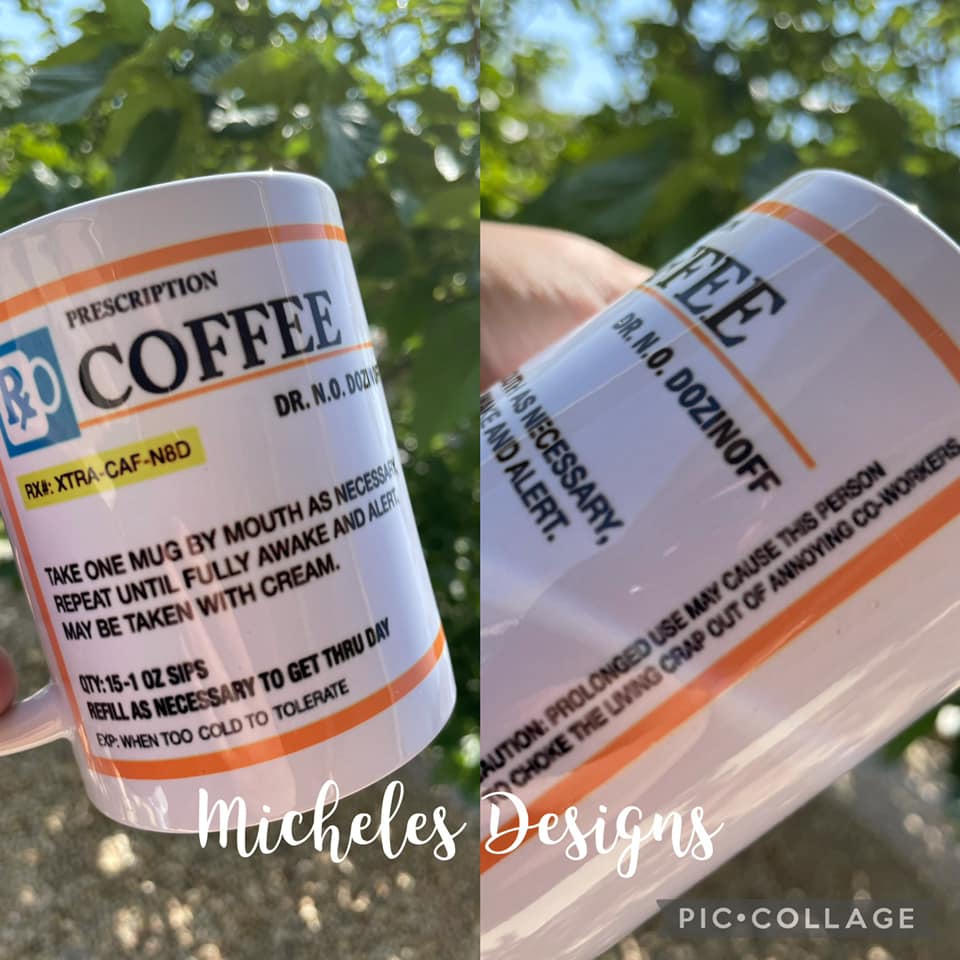 PRESCRIPTION
COFFEE
Rx
DR. N.O. DOZINOFF
RX#: XTRA-CAF-N8D
TAKE ONE MUG BY MOUTH AS NECESSARY,
REPEAT UNTIL FULLY AWAKE AND ALERT.
MAY BE TAKEN WITH CREAM.
QTY: 15-1 OZ SIPS
REFILL AS NECESSARY TO GET THRU DAY
EXP: WHEN TOO COLD TO TOLERATE
FFEE
DR. N.O. DOZINOFF
AS NECESSARY,
AND ALERT.
CAUTION: PROLONGED USE MAY CAUSE THIS PERSON
TO CHOKE THE LIVING CRAP OUT OF ANNOYING CO-WORKERS
Micheles Designs
PIC•COLLAGE